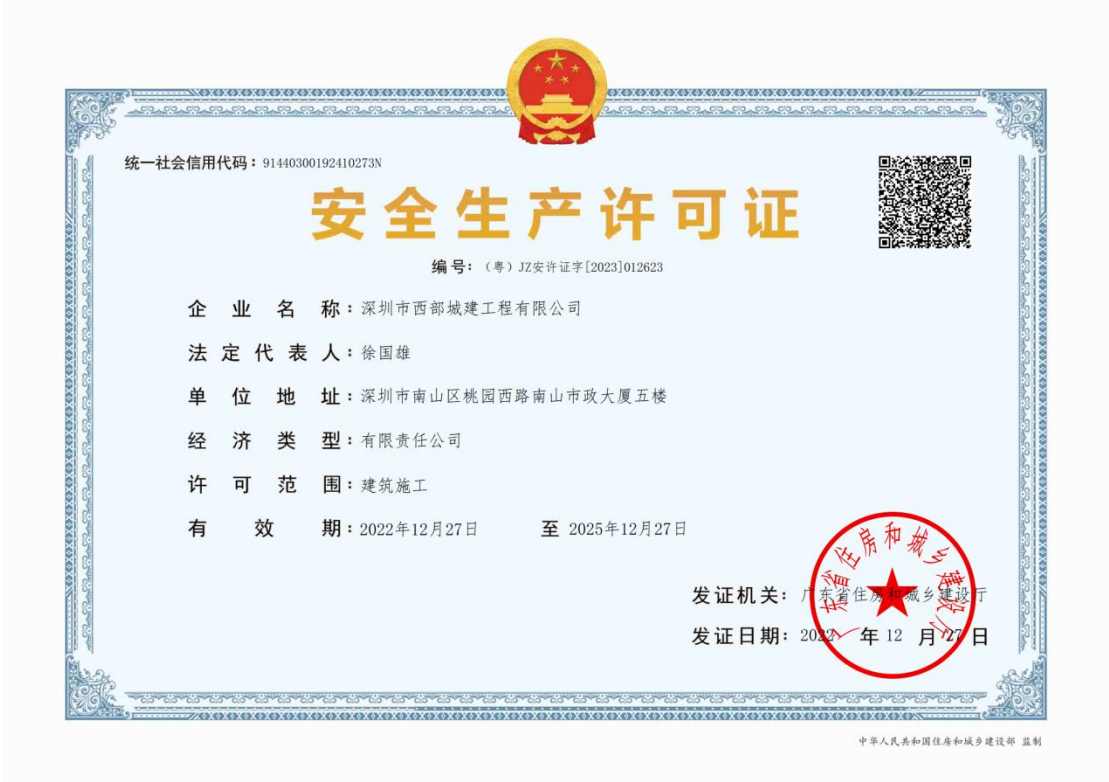 统一社会信用代码：91440300192410273N
安全生产许可证
编号：（粤）JZ安许证字[2023]012623
企业名称：深圳市西部城建工程有限公司
法定代表人：徐国雄
单位地址：深圳市南山区桃园西路南山市政大厦五楼
经济类型：有限责任公司
许可范围：建筑施工
有效期：2022年12月27日 至 2025年12月27日
广东省住房和城乡建设厅
发证机关：广东省住房和城乡建设厅
发证日期：2022 年 12 月 27 日
中华人民共和国住房和城乡建设部 监制